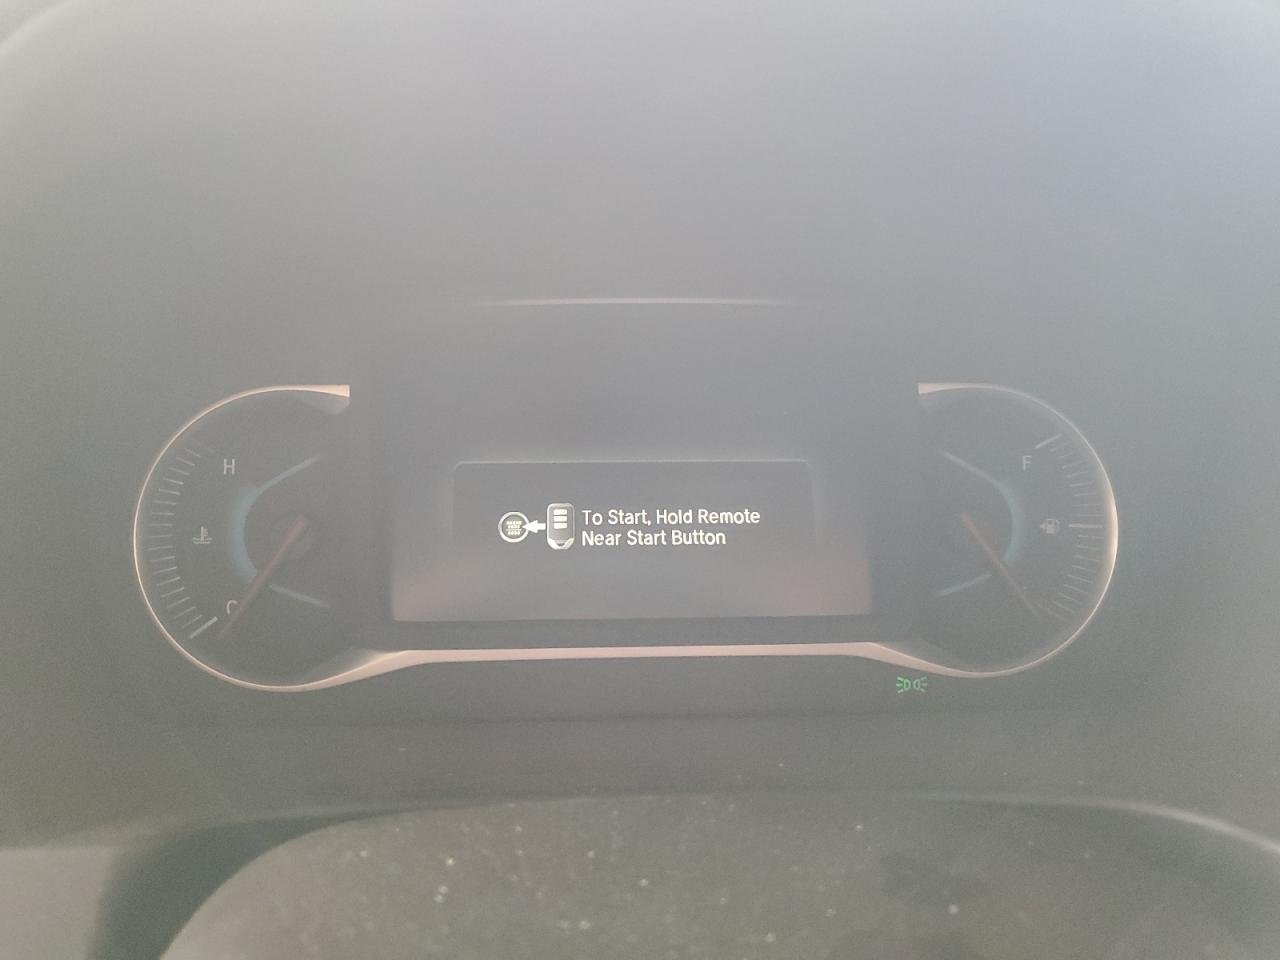 H
F
To Start, Hold Remote
Near Start Button
C